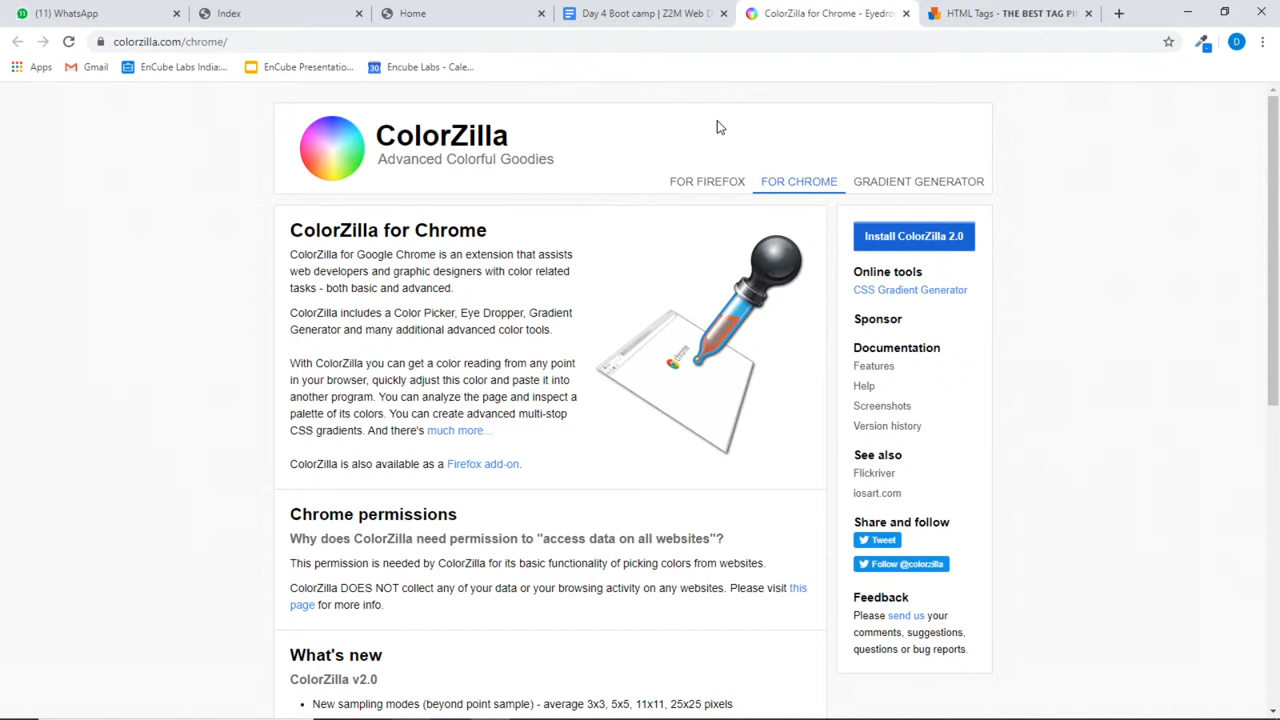 (11) WhatsApp
Index
Home
Day 4 Boot camp | Z2M Web D
ColorZilla for Chrome - Eyedro
HTML Tags - THE BEST TAG PI
colorzilla.com/chrome/
D
Apps
Gmail
EnCube Labs India:...
EnCube Presentatio...
Encube Labs - Cale...
ColorZilla
Advanced Colorful Goodies
FOR FIREFOX
FOR CHROME
GRADIENT GENERATOR
ColorZilla for Chrome
ColorZilla for Google Chrome is an extension that assists
web developers and graphic designers with color related
tasks - both basic and advanced.
ColorZilla includes a Color Picker, Eye Dropper, Gradient
Generator and many additional advanced color tools.
With ColorZilla you can get a color reading from any point
in your browser, quickly adjust this color and paste it into
another program. You can analyze the page and inspect a
palette of its colors. You can create advanced multi-stop
CSS gradients. And there's much more...
ColorZilla is also available as a Firefox add-on.
chrome
Chrome permissions
Why does ColorZilla need permission to "access data on all websites"?
This permission is needed by ColorZilla for its basic functionality of picking colors from websites.
ColorZilla DOES NOT collect any of your data or your browsing activity on any websites. Please visit this
page for more info.
What's new
ColorZilla v2.0
• New sampling modes (beyond point sample) - average 3x3, 5x5, 11x11, 25x25 pixels
Install ColorZilla 2.0
Online tools
CSS Gradient Generator
Sponsor
Documentation
Features
Help
Screenshots
Version history
See also
Flickriver
iosart.com
Share and follow
Tweet
Follow @colorzilla
Feedback
Please send us your
comments, suggestions,
questions or bug reports.